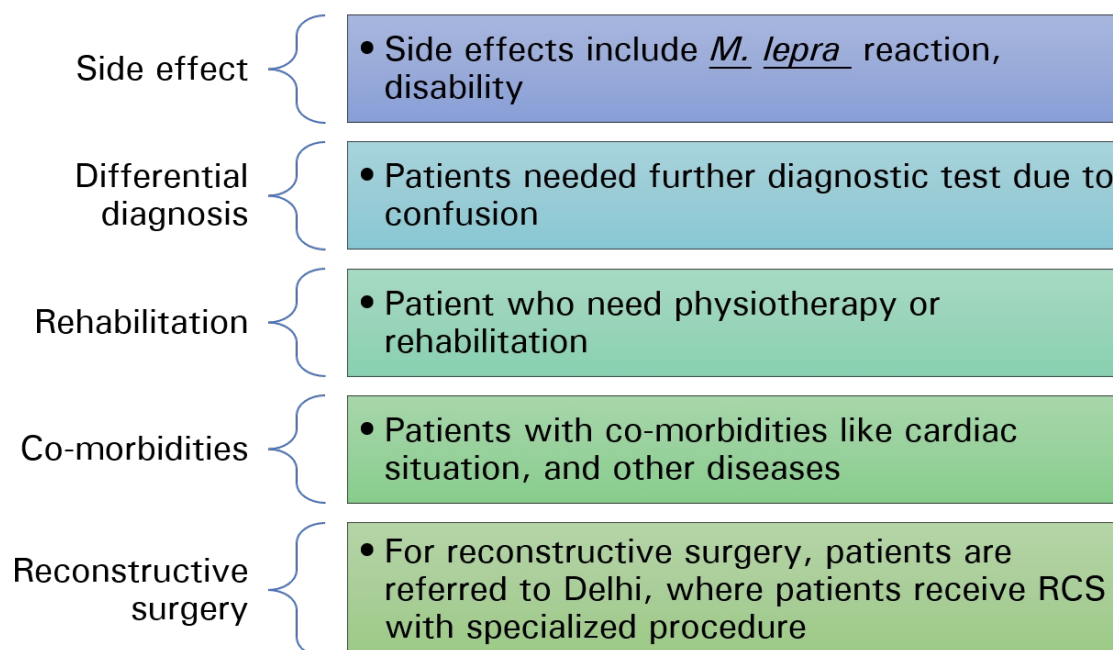 Side effect
• Side effects include M. lepra reaction,
disability
Differential
diagnosis
• Patients needed further diagnostic test due to
confusion
Rehabilitation
• Patient who need physiotherapy or
rehabilitation
Co-morbidities
• Patients with co-morbidities like cardiac
situation, and other diseases
Reconstructive
surgery
• For reconstructive surgery, patients are
referred to Delhi, where patients receive RCS
with specialized procedure